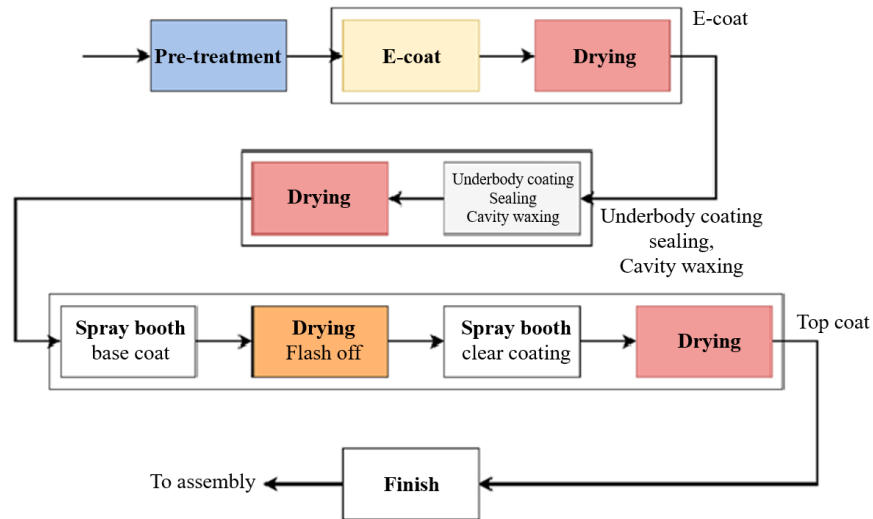 E-coat
Pre-treatment
E-coat
Drying
Drying
Underbody coating
Sealing
Cavity waxing
Underbody coating
sealing,
Cavity waxing
Spray booth
base coat
Drying
Flash off
Spray booth
clear coating
Drying
Top coat
To assembly
Finish